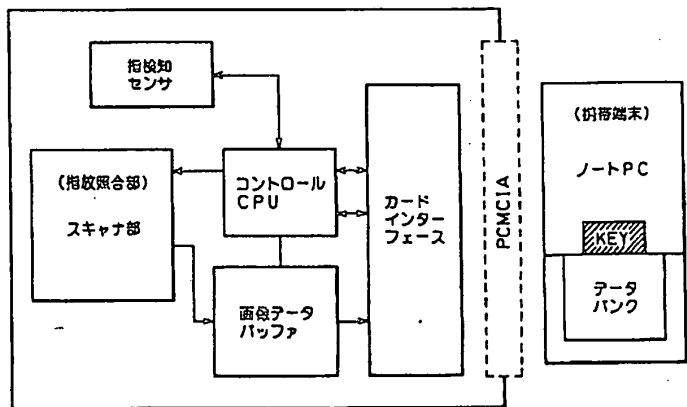 指検知
センサ
(指紋照合部)
スキャナ部
コントロール
CPU
画像データ
バッファ
カード
インター
フェース
PCMCIA
(携帯端末)
ノートPC
KEY
データ
バンク